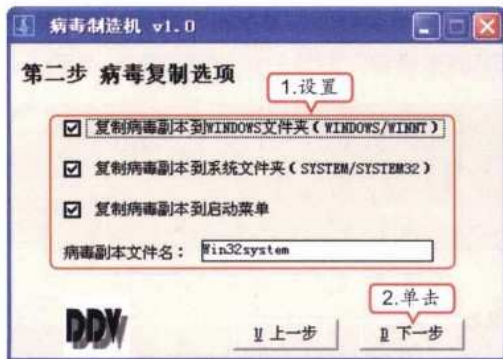 病毒制造机 v1.0
第二步 病毒复制选项
1.设置
复制病毒副本到WINDOWS文件夹(WINDOWS/WINNT)
复制病毒副本到系统文件夹(SYSTEM/SYSTEM32)
复制病毒副本到启动菜单
病毒副本文件名: Win32system
2.单击
DDV
U 上一步 D 下一步